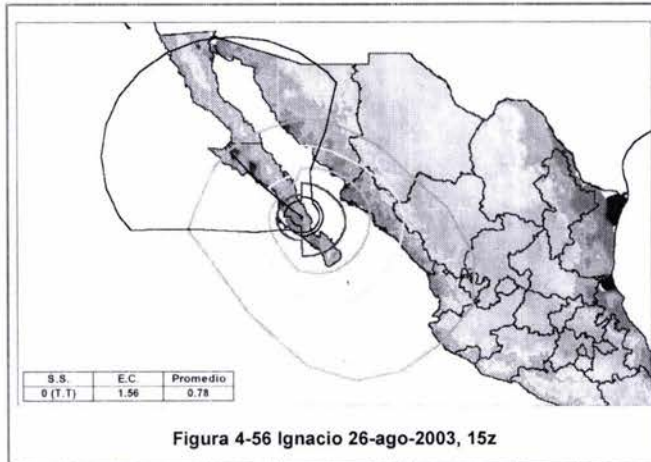 S.S. E.C. Promedio
0 (T.T) 1.56 0.78
Figura 4-56 Ignacio 26-ago-2003, 15z